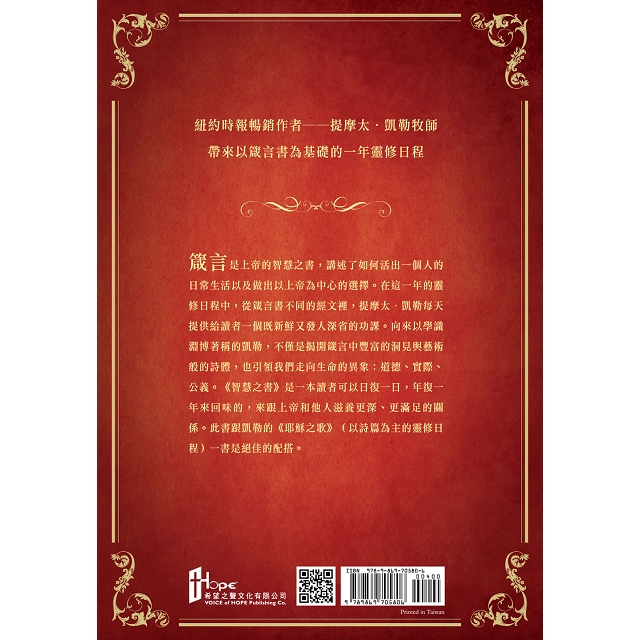 紐約時報暢銷作者——提摩太·凱勒牧師
帶來以箴言書為基礎的一年靈修日程
箴言是上帝的智慧之書，講述了如何活出一個人的
日常生活以及做出以上帝為中心的選擇。在這一年的靈
修日程中，從箴言書不同的經文裡，提摩太·凱勒每天
提供給讀者一個既新鮮又發人深省的功課。向來以學識
淵博著稱的凱勒，不僅是揭開箴言中豐富的洞見與藝術
般的詩體，也引領我們走向生命的異象：道德、實際、
公義。《智慧之書》是一本讀者可以日復一日，年復一
年來回味的，來跟上帝和他人滋養更深、更滿足的關
係。此書跟凱勒的《耶穌之歌》（以詩篇為主的靈修日
程）一書是絕佳的配搭。
Hope
希望之聲文化有限公司
VOICE of HOPE Publishing Co.
ISBN 978-9-869-70580-6
00400
9 789869 705806
Printed in Taiwan